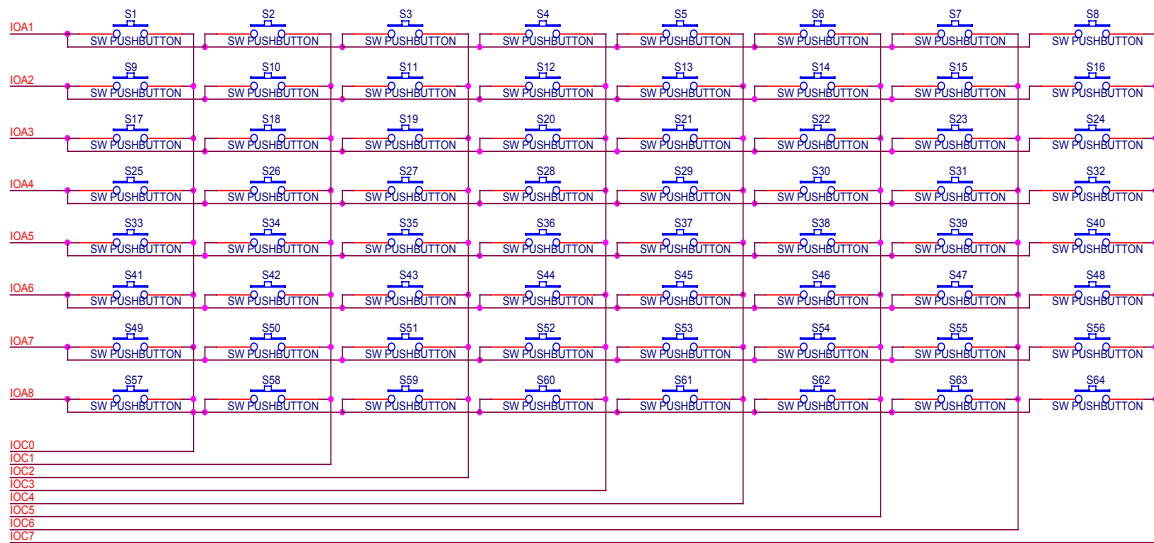 S1 S2 S3 S4 S5 S6 S7 S8
IOA1
SW PUSHBUTTON SW PUSHBUTTON SW PUSHBUTTON SW PUSHBUTTON SW PUSHBUTTON SW PUSHBUTTON SW PUSHBUTTON SW PUSHBUTTON
S9 S10 S11 S12 S13 S14 S15 S16
IOA2
SW PUSHBUTTON SW PUSHBUTTON SW PUSHBUTTON SW PUSHBUTTON SW PUSHBUTTON SW PUSHBUTTON SW PUSHBUTTON SW PUSHBUTTON
S17 S18 S19 S20 S21 S22 S23 S24
IOA3
SW PUSHBUTTON SW PUSHBUTTON SW PUSHBUTTON SW PUSHBUTTON SW PUSHBUTTON SW PUSHBUTTON SW PUSHBUTTON SW PUSHBUTTON
S25 S26 S27 S28 S29 S30 S31 S32
IOA4
SW PUSHBUTTON SW PUSHBUTTON SW PUSHBUTTON SW PUSHBUTTON SW PUSHBUTTON SW PUSHBUTTON SW PUSHBUTTON SW PUSHBUTTON
S33 S34 S35 S36 S37 S38 S39 S40
IOA5
SW PUSHBUTTON SW PUSHBUTTON SW PUSHBUTTON SW PUSHBUTTON SW PUSHBUTTON SW PUSHBUTTON SW PUSHBUTTON SW PUSHBUTTON
S41 S42 S43 S44 S45 S46 S47 S48
IOA6
SW PUSHBUTTON SW PUSHBUTTON SW PUSHBUTTON SW PUSHBUTTON SW PUSHBUTTON SW PUSHBUTTON SW PUSHBUTTON SW PUSHBUTTON
S49 S50 S51 S52 S53 S54 S55 S56
IOA7
SW PUSHBUTTON SW PUSHBUTTON SW PUSHBUTTON SW PUSHBUTTON SW PUSHBUTTON SW PUSHBUTTON SW PUSHBUTTON SW PUSHBUTTON
S57 S58 S59 S60 S61 S62 S63 S64
IOA8
SW PUSHBUTTON SW PUSHBUTTON SW PUSHBUTTON SW PUSHBUTTON SW PUSHBUTTON SW PUSHBUTTON SW PUSHBUTTON SW PUSHBUTTON
IOC0
IOC1
IOC2
IOC3
IOC4
IOC5
IOC6
IOC7